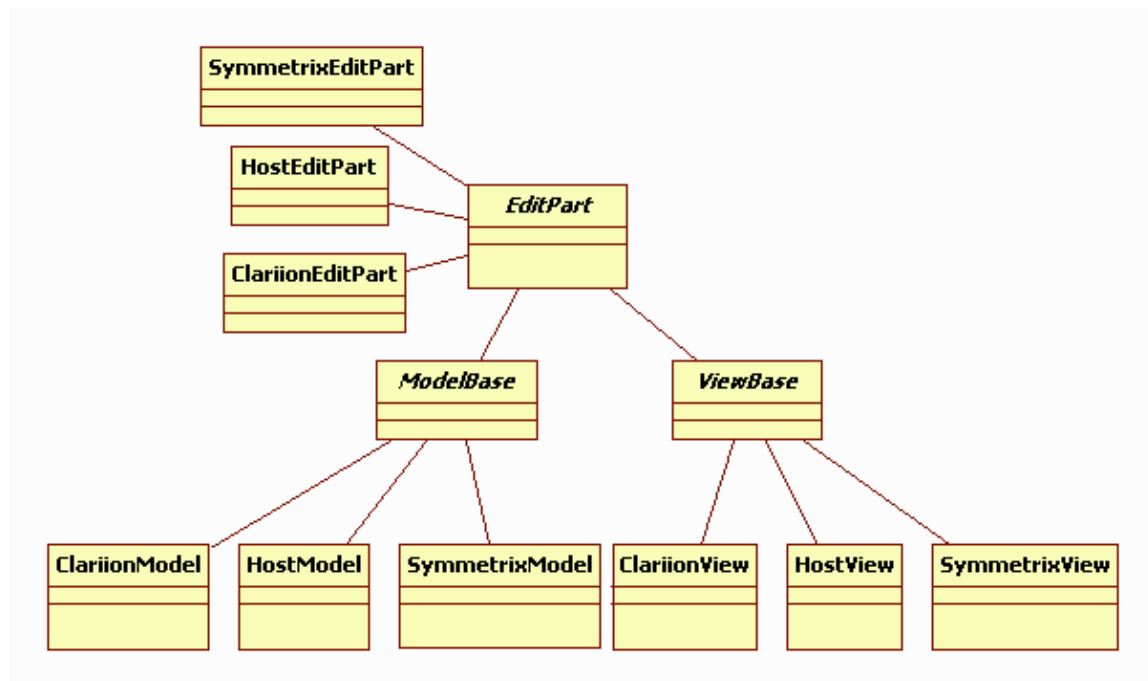 SymmetrixEditPart
HostEditPart
EditPart
ClariionEditPart
ModelBase
ViewBase
ClariionModel
HostModel
SymmetrixModel
ClariionView
HostView
SymmetrixView